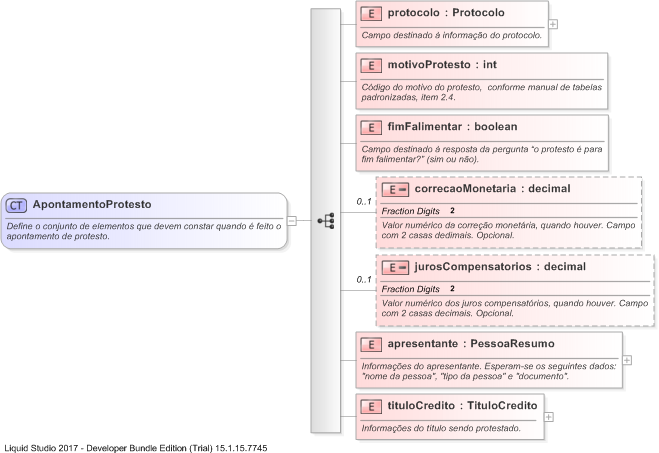 E protocolo : Protocolo
Campo destinado á informação do protocolo.
E motivoProtesto : int
Código do motivo do protesto, conforme manual de tabelas
padronizadas, item 2.4.
E fimFalimentar : boolean
Campo destinado á resposta da pergunta "o protesto é para
fim falimentar?" (sim ou não).
0..1
E correcaoMonetaria : decimal
Fraction Digits 2
Valor numérico da correção monetária, quando houver. Campo
com 2 casas dedimais. Opcional.
CT ApontamentoProtesto
Define o conjunto de elementos que devem constar quando é feito o
apontamento de protesto.
0..1
E jurosCompensatorios : decimal
Fraction Digits 2
Valor numérico dos juros compensatórios, quando houver. Campo
com 2 casas decimais. Opcional.
E apresentante : PessoaResumo
Informações do apresentante. Esperam-se os seguintes dados:
"nome da pessoa", "tipo da pessoa" e "documento".
E tituloCredito : TituloCredito
Informações do título sendo protestado.
Liquid Studio 2017 - Developer Bundle Edition (Trial) 15.1.15.7745